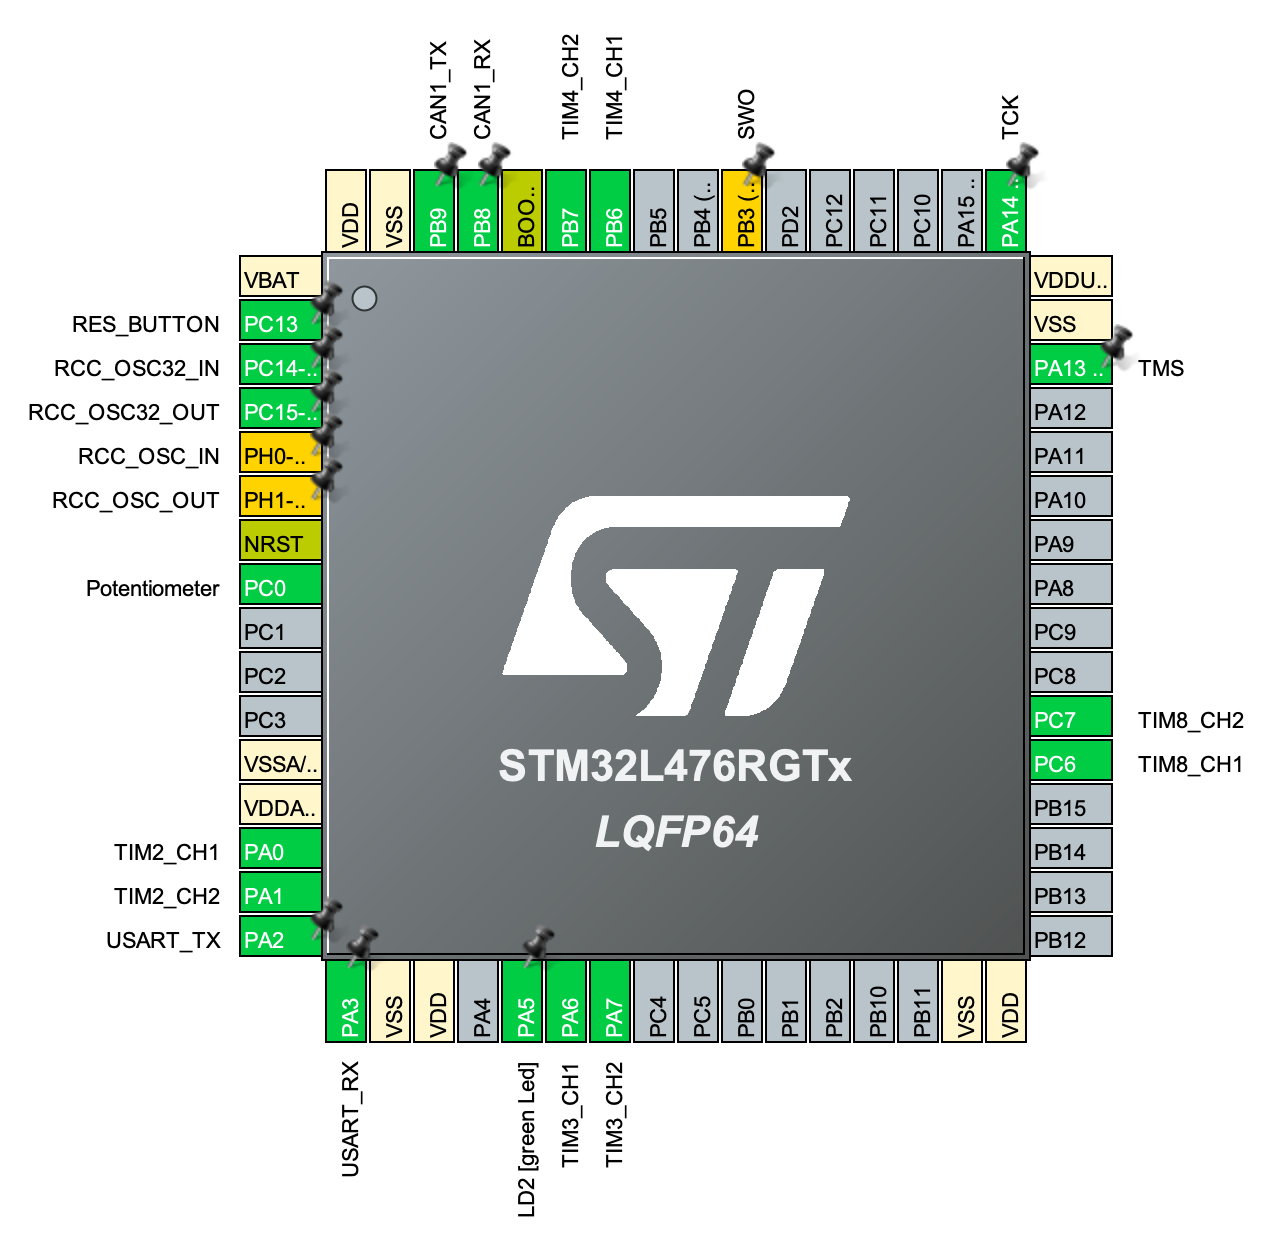 CAN1_TX
CAN1_RX
TIM4_CH2
TIM4_CH1
SWO
TCK
VDD
VSS
PB9
PB8
BOO..
PB7
PB6
PB5
PB4 (..
PB3 (..
PD2
PC12
PC11
PC10
PA15 ..
PA14 ..
VBAT
RES_BUTTON PC13
RCC_OSC32_IN PC14-..
RCC_OSC32_OUT PC15-..
RCC_OSC_IN PH0-..
RCC_OSC_OUT PH1-..
NRST
Potentiometer PC0
PC1
PC2
PC3
VSSA/..
VDDA..
TIM2_CH1 PA0
TIM2_CH2 PA1
USART_TX PA2
ST
STM32L476RGTx
LQFP64
VDDU..
VSS
PA13 .. TMS
PA12
PA11
PA10
PA9
PA8
PC9
PC8
PC7 TIM8_CH2
PC6 TIM8_CH1
PB15
PB14
PB13
PB12
PA3
VSS
VDD
PA4
PA5
PA6
PA7
PC4
PC5
PB0
PB1
PB2
PB10
PB11
VSS
VDD
USART_RX
LD2 [green Led]
TIM3_CH1
TIM3_CH2